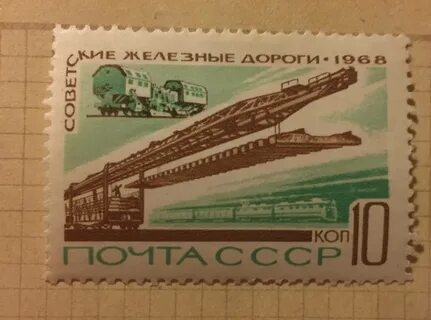 СОВЕТСКИЕ ЖЕЛЕЗНЫЕ ДОРОГИ • 1968
КОП 10
ПОЧТА СССР